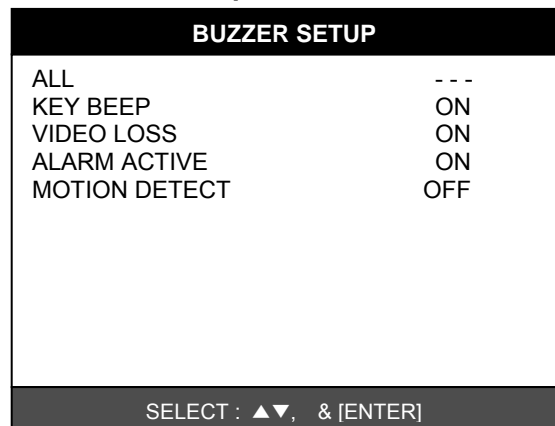 BUZZER SETUP
ALL - - -
KEY BEEP ON
VIDEO LOSS ON
ALARM ACTIVE ON
MOTION DETECT OFF
SELECT : ▲▼, & [ENTER]